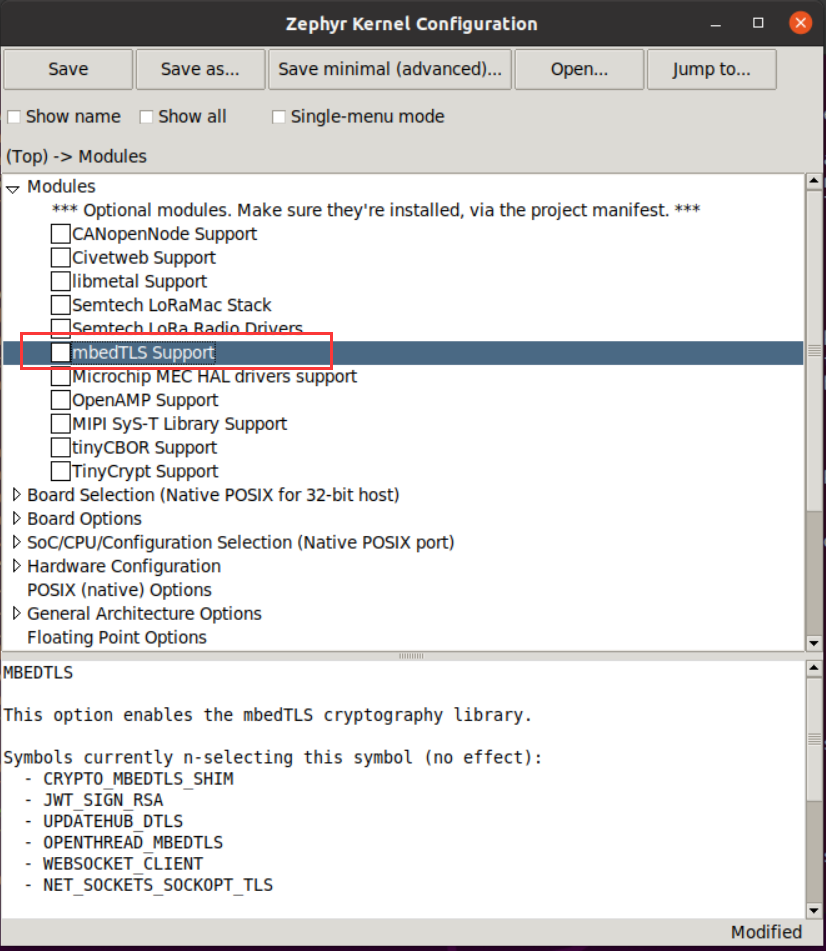 Zephyr Kernel Configuration
Save Save as... Save minimal (advanced)... Open... Jump to...
Show name Show all Single-menu mode
(Top) -> Modules
Modules
*** Optional modules. Make sure they're installed, via the project manifest. ***
CANopenNode Support
Civetweb Support
libmetal Support
Semtech LoRaMac Stack
Semtech LoRa Radio Drivers
mbedTLS Support
Microchip MEC HAL drivers support
OpenAMP Support
MIPI SyS-T Library Support
tinyCBOR Support
TinyCrypt Support
Board Selection (Native POSIX for 32-bit host)
Board Options
SoC/CPU/Configuration Selection (Native POSIX port)
Hardware Configuration
POSIX (native) Options
General Architecture Options
Floating Point Options
MBEDTLS
This option enables the mbedTLS cryptography library.
Symbols currently n-selecting this symbol (no effect):
- CRYPTO_MBEDTLS_SHIM
- JWT_SIGN_RSA
- UPDATEHUB_DTLS
- OPENTHREAD_MBEDTLS
- WEBSOCKET_CLIENT
- NET_SOCKETS_SOCKOPT_TLS
Modified